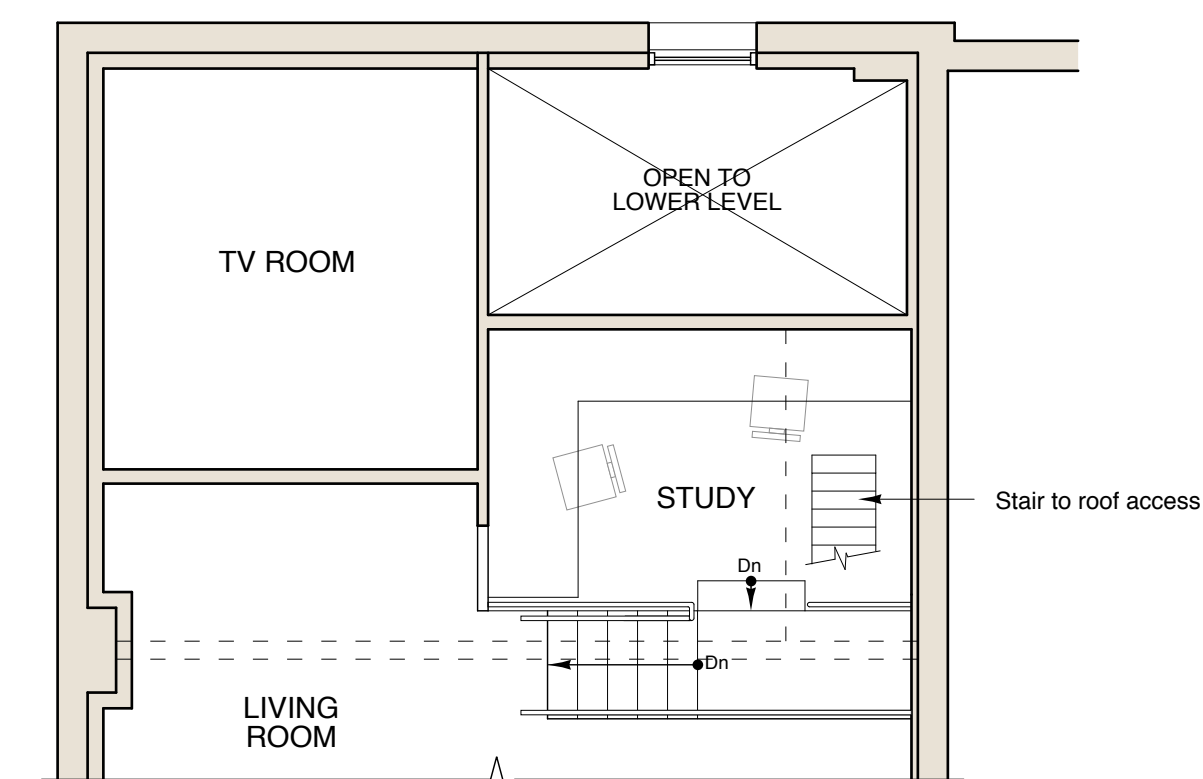 OPEN TO
LOWER LEVEL
TV ROOM
STUDY
Stair to roof access
Dn
Dn
LIVING
ROOM